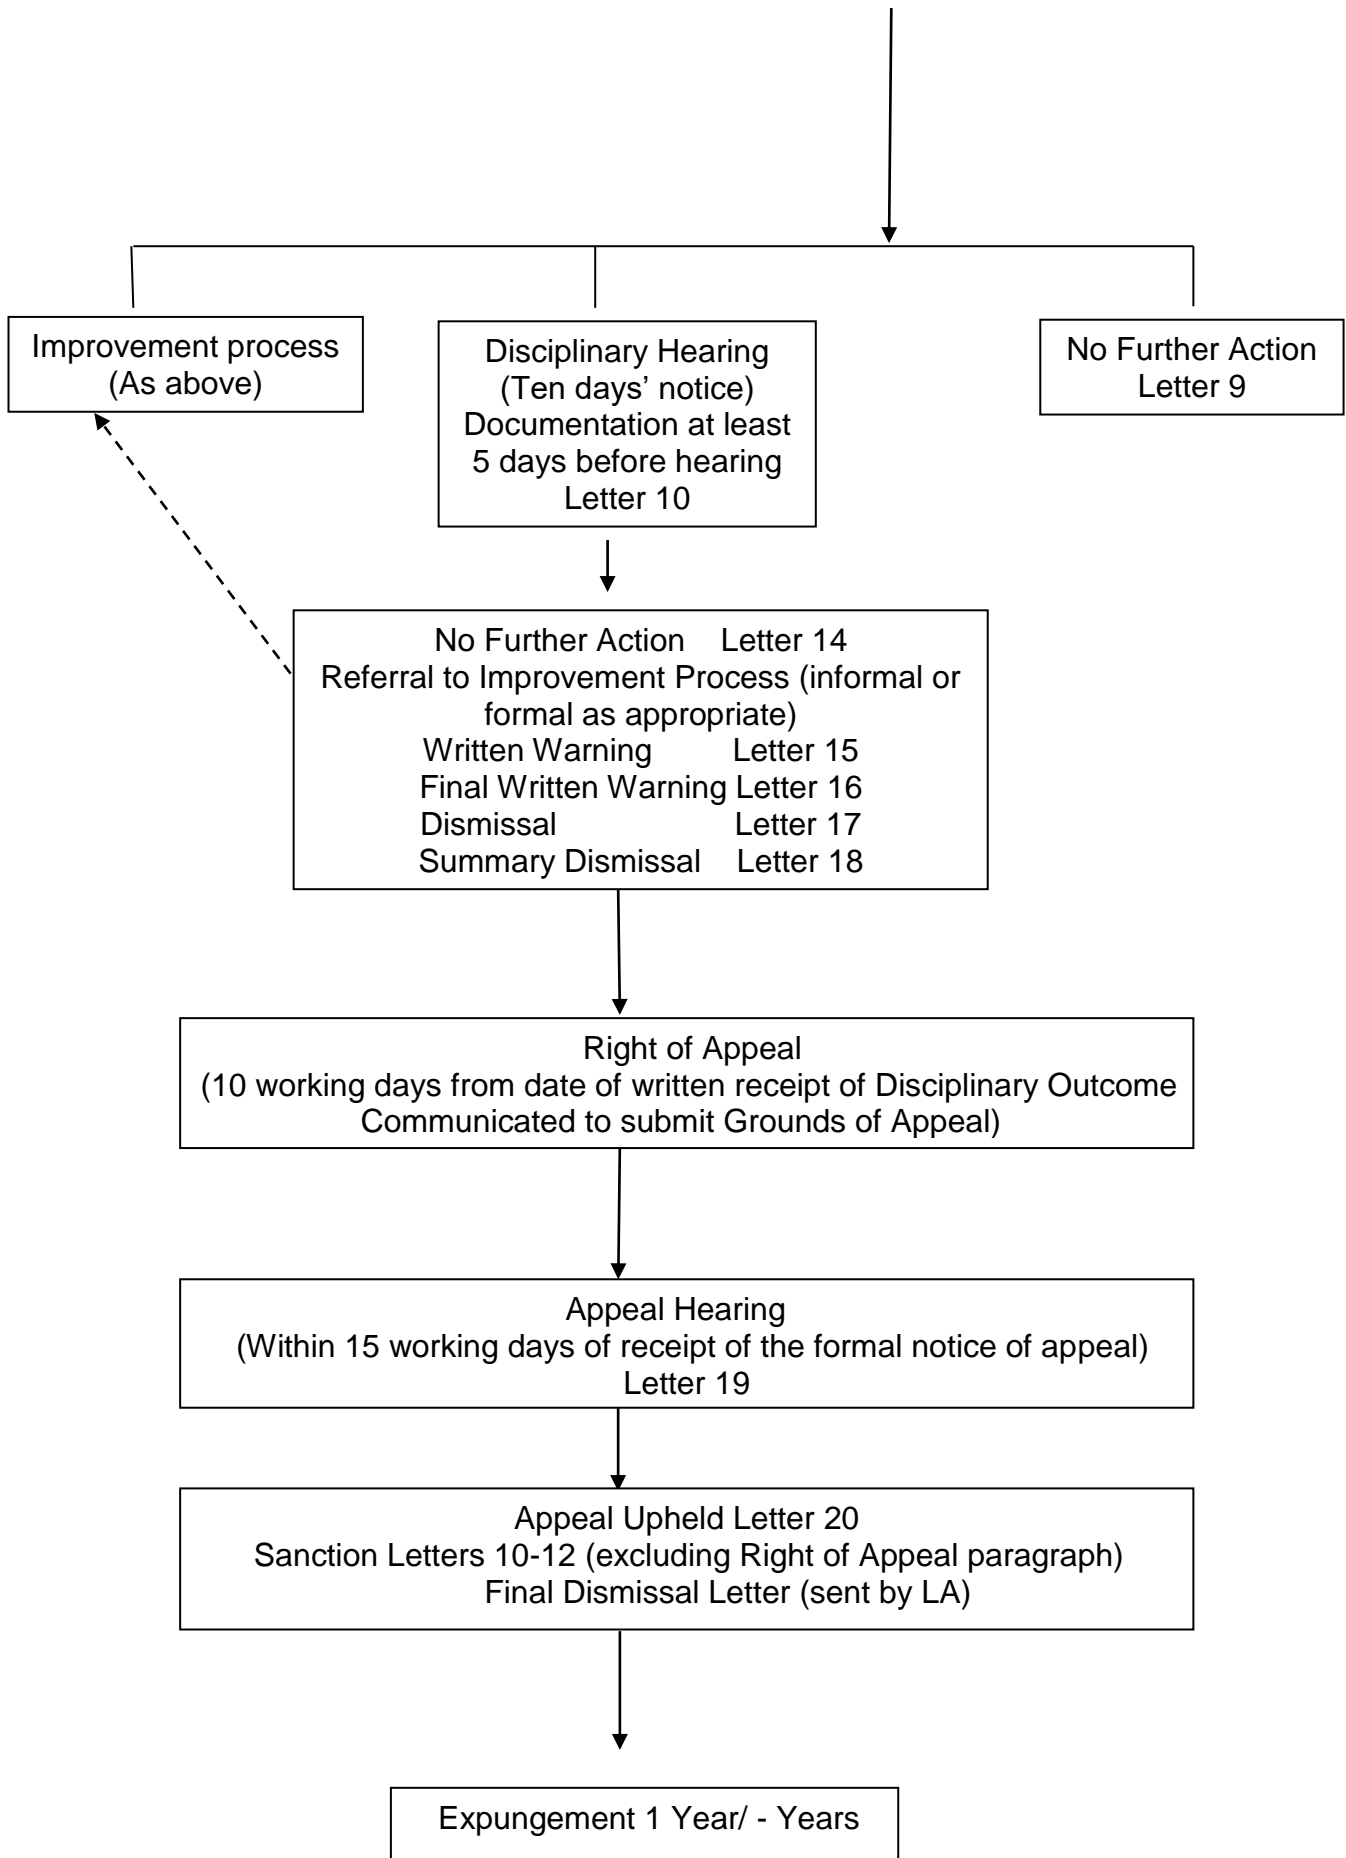 Improvement process
(As above)
Disciplinary Hearing
(Ten days’ notice)
Documentation at least
5 days before hearing
Letter 10
No Further Action
Letter 9
No Further Action Letter 14
Referral to Improvement Process (informal or
formal as appropriate)
Written Warning Letter 15
Final Written Warning Letter 16
Dismissal Letter 17
Summary Dismissal Letter 18
Right of Appeal
(10 working days from date of written receipt of Disciplinary Outcome
Communicated to submit Grounds of Appeal)
Appeal Hearing
(Within 15 working days of receipt of the formal notice of appeal)
Letter 19
Appeal Upheld Letter 20
Sanction Letters 10-12 (excluding Right of Appeal paragraph)
Final Dismissal Letter (sent by LA)
Expungement 1 Year/ - Years